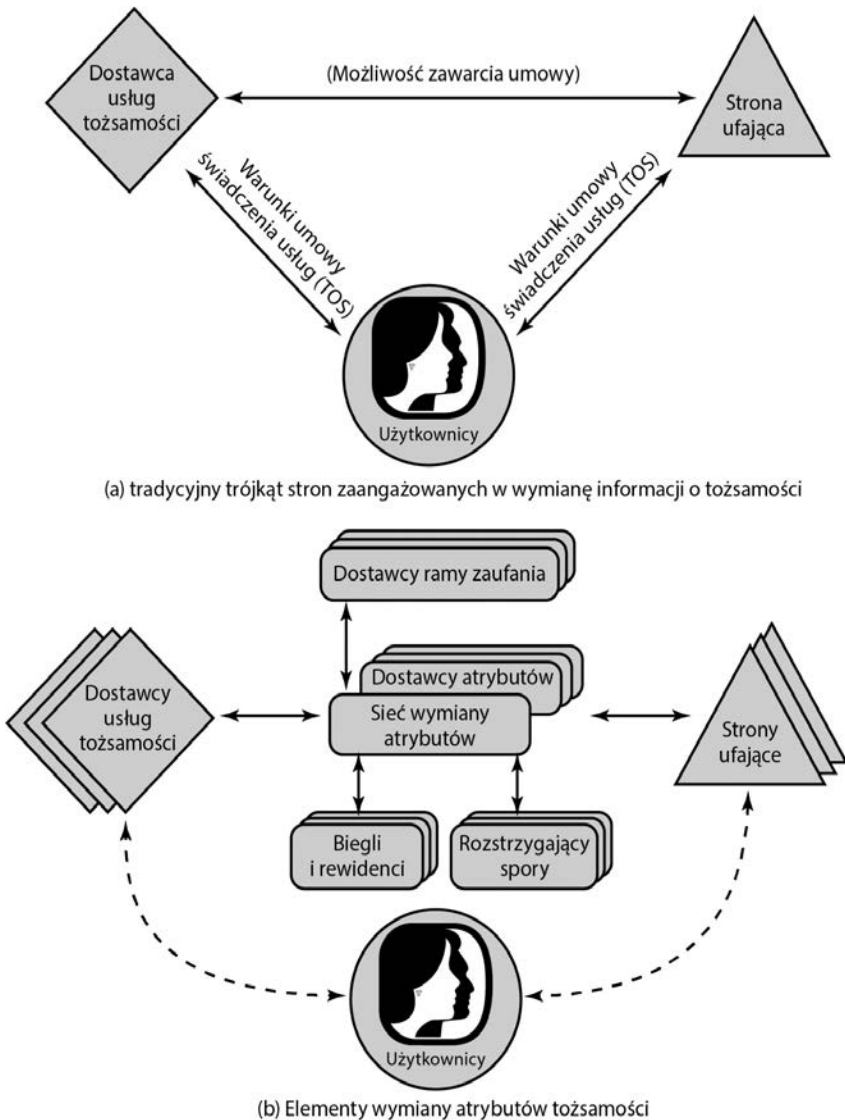 Dostawca
usług
tożsamości
(Możliwość zawarcia umowy)
Strona
ufająca
Warunki umowy
świadczenia usług (TOS)
Warunki umowy
świadczenia usług (TOS)
Użytkownicy
(a) tradycyjny trójkąt stron zaangażowanych w wymianę informacji o tożsamości
Dostawcy ramy zaufania
Dostawcy
usług
tożsamości
Dostawcy atrybutów
Sieć wymiany
atrybutów
Strony
ufające
Biegli
i rewidenci
Rozstrzygający
spory
Użytkownicy
(b) Elementy wymiany atrybutów tożsamości